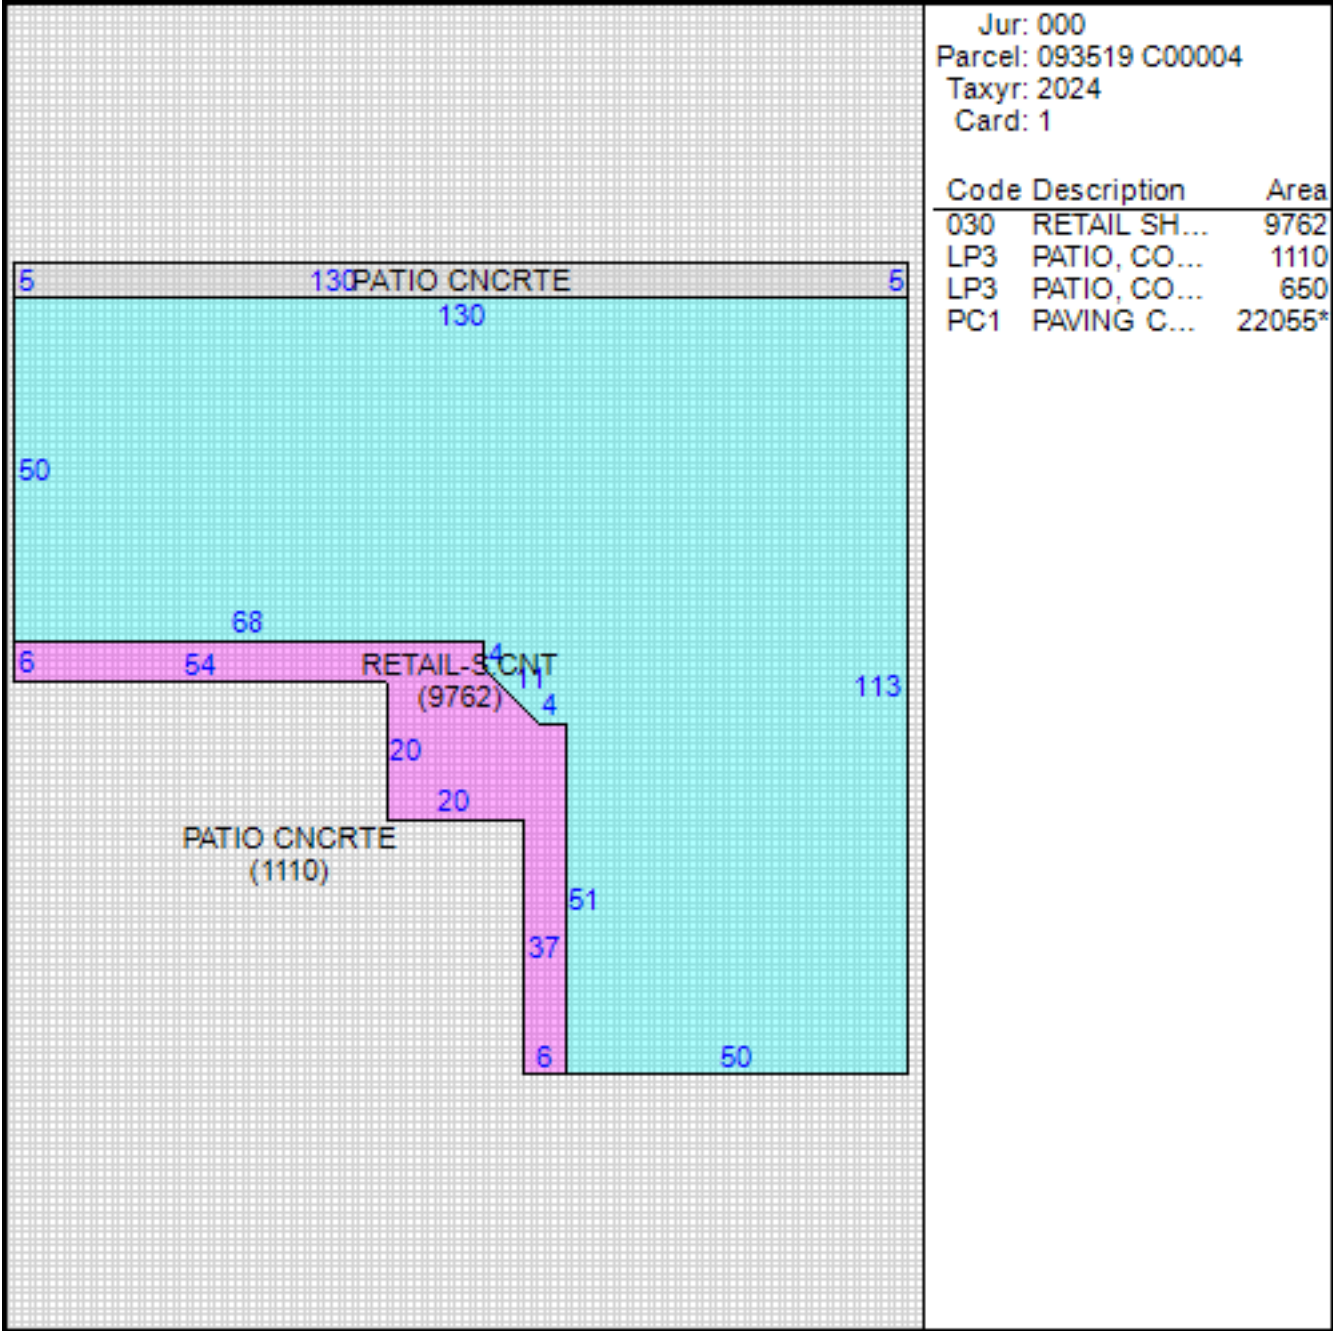 Jur: 000
Parcel: 093519 C00004
Taxyr: 2024
Card: 1
Code Description Area
030 RETAIL SH... 9762
LP3 PATIO, CO... 1110
LP3 PATIO, CO... 650
PC1 PAVING C... 22055*
5 130 PATIO CNCRTE 5
130
50
68
6 54 RETAIL-S CNT 4
11
(9762) 4 113
20
20
PATIO CNCRTE
(1110)
51
37
6 50